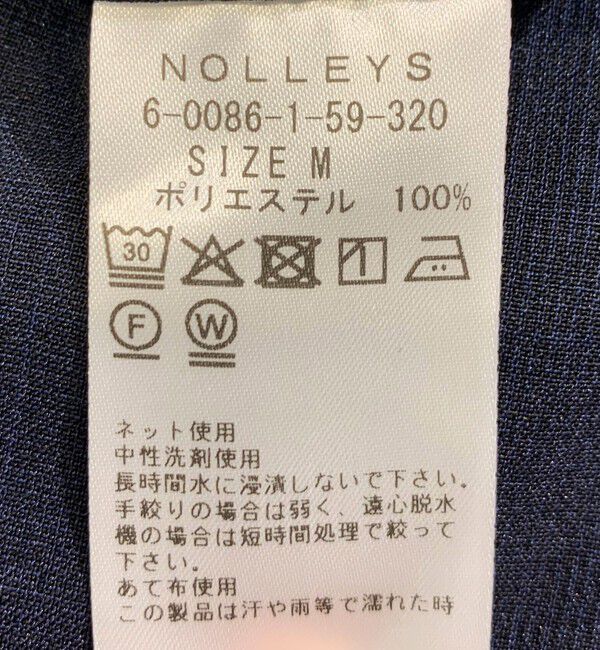 NOLLEYS
6-0086-1-59-320
SIZE M
ポリエステル 100%
30
F W
ネット使用
中性洗剤使用
長時間水に浸漬しないで下さい。
手絞りの場合は弱く、遠心脱水
機の場合は短時間処理で絞って
下さい。
あて布使用
この製品は汗や雨等で濡れた時